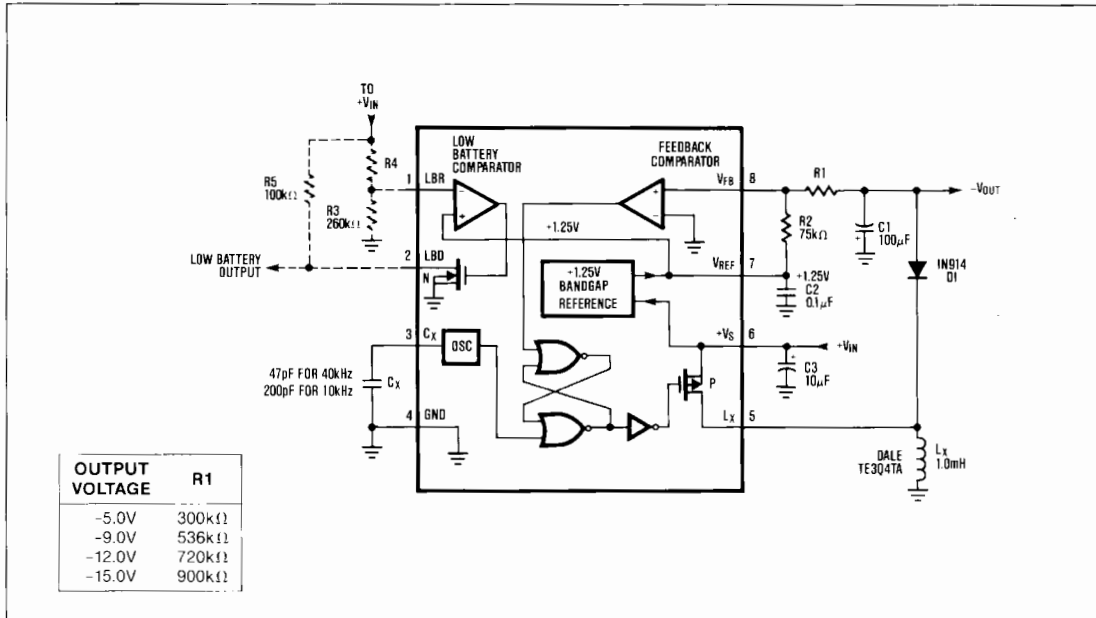 TO
+VIN
R5
100kΩ
R4
R3
260kΩ
LOW BATTERY
OUTPUT
1 LBR
LOW
BATTERY
COMPARATOR
FEEDBACK
COMPARATOR
-
+
+
-
+1.25V
2 LBD
N
+1.25V
BANDGAP
REFERENCE
3 CX
OSC
47pF FOR 40kHz
200pF FOR 10kHz
CX
4 GND
P
VFB 8
R1
-VOUT
R2
75kΩ
C1
100μF
+
VREF 7
+1.25V
C2
0.1μF
IN914
D1
+VS 6
+VIN
+
C3
10μF
LX 5
DALE
TE3Q4TA
LX
1.0mH
OUTPUT
VOLTAGE R1
-5.0V 300kΩ
-9.0V 536kΩ
-12.0V 720kΩ
-15.0V 900kΩ